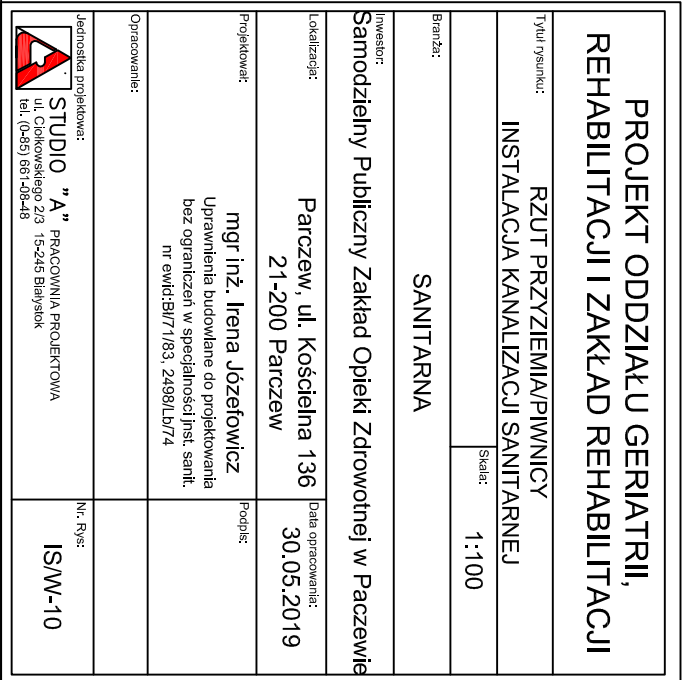 PROJEKT ODDZIAŁU GERIATRII,
REHABILITACJI I ZAKŁAD REHABILITACJI
Tytuł rysunku:
RZUT PRZYZIEMIA/PIWNICY
INSTALACJA KANALIZACJI SANITARNEJ
Skala:
1:100
Branża:
SANITARNA
Inwestor:
Samodzielny Publiczny Zakład Opieki Zdrowotnej w Paczewie
Lokalizacja:
Parczew, ul. Kościelna 136
21-200 Parczew
Data opracowania:
30.05.2019
Projektował:
mgr inż. Irena Józefowicz
Uprawnienia budowlane do projektowania
bez ograniczeń w specjalności jnst. sanit.
nr ewid:Bł/71/83, 2498/Lb/74
Podpis:
Opracowanie:
Jednostka projektowa:
STUDIO "A" PRACOWNIA PROJEKTOWA
ul. Ciołkowskiego 2/3 15-245 Białystok
tel. (0-85) 661-08-48
Nr. Rys:
IS/W-10